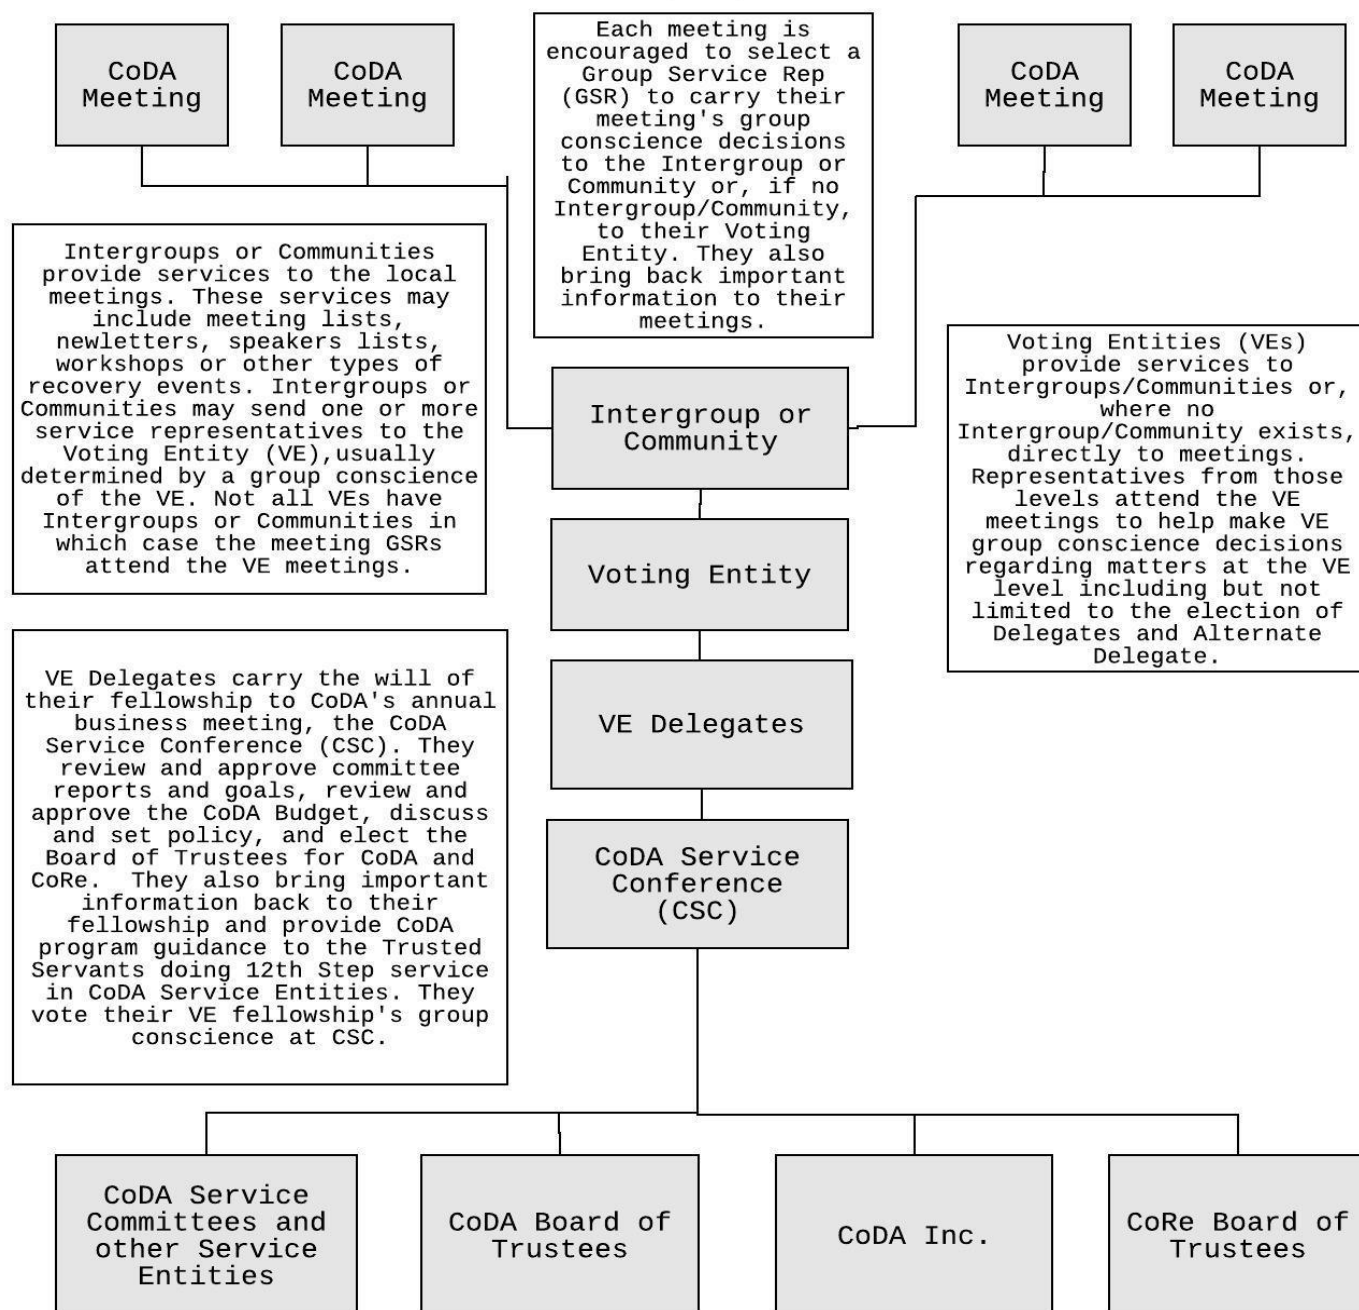 CoDA
Meeting
CoDA
Meeting
Each meeting is
encouraged to select a
Group Service Rep
(GSR) to carry their
meeting's group
conscience decisions
to the Intergroup or
Community or, if no
Intergroup/Community,
to their Voting
Entity. They also
bring back important
information to their
meetings.
CoDA
Meeting
CoDA
Meeting
Intergroups or Communities
provide services to the local
meetings. These services may
include meeting lists,
newletters, speakers lists,
workshops or other types of
recovery events. Intergroups or
Communities may send one or more
service representatives to the
Voting Entity (VE),usually
determined by a group conscience
of the VE. Not all VEs have
Intergroups or Communities in
which case the meeting GSRs
attend the VE meetings.
Intergroup or
Community
Voting Entities (VEs)
provide services to
Intergroups/Communities or,
where no
Intergroup/Community exists,
directly to meetings.
Representatives from those
levels attend the VE
meetings to help make VE
group conscience decisions
regarding matters at the VE
level including but not
limited to the election of
Delegates and Alternate
Delegate.
Voting Entity
VE Delegates carry the will of
their fellowship to CoDA's annual
business meeting, the CoDA
Service Conference (CSC). They
review and approve committee
reports and goals, review and
approve the CoDA Budget, discuss
and set policy, and elect the
Board of Trustees for CoDA and
CoRe.  They also bring important
information back to their
fellowship and provide CoDA
program guidance to the Trusted
Servants doing 12th Step service
in CoDA Service Entities. They
vote their VE fellowship's group
conscience at CSC.
VE Delegates
CoDA Service
Conference
(CSC)
CoDA Service
Committees and
other Service
Entities
CoDA Board of
Trustees
CoDA Inc.
CoRe Board of
Trustees